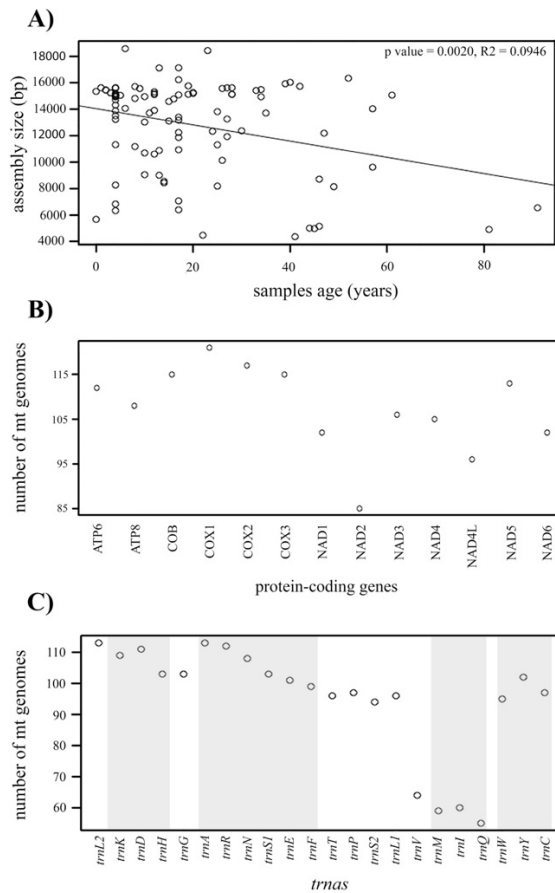 A)
p value = 0.0020, R2 = 0.0946
assembly size (bp)
18000
16000
14000
12000
10000
8000
6000
4000
0 20 40 60 80
samples age (years)
B)
number of mt genomes
115
105
95
85
ATP6 ATP8 COB COX1 COX2 COX3 NAD1 NAD2 NAD3 NAD4 NAD4L NAD5 NAD6
protein-coding genes
C)
number of mt genomes
110
100
90
80
70
60
trnL2 trnK trnD trnH trnG trnA trnR trnN trnS1 trnE trnF trnT trnP trnS2 trnL1 trnV trnM trnI trnQ trnW trnY trnC
trnas